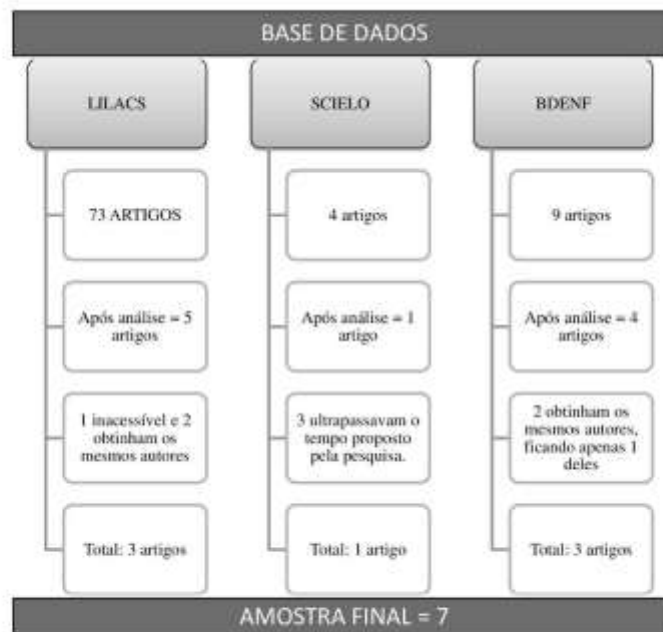 BASE DE DADOS
LILACS
73 ARTIGOS
Após análise = 5
artigos
1 inacessível e 2
obtinham os
mesmos autores
Total: 3 artigos
SCIELO
4 artigos
Após análise = 1
artigo
3 ultrapassavam o
tempo proposto
pela pesquisa.
Total: 1 artigo
BDENF
9 artigos
Após análise = 4
artigos
2 obtinham os
mesmos autores,
ficando apenas 1
deles
Total: 3 artigos
AMOSTRA FINAL = 7